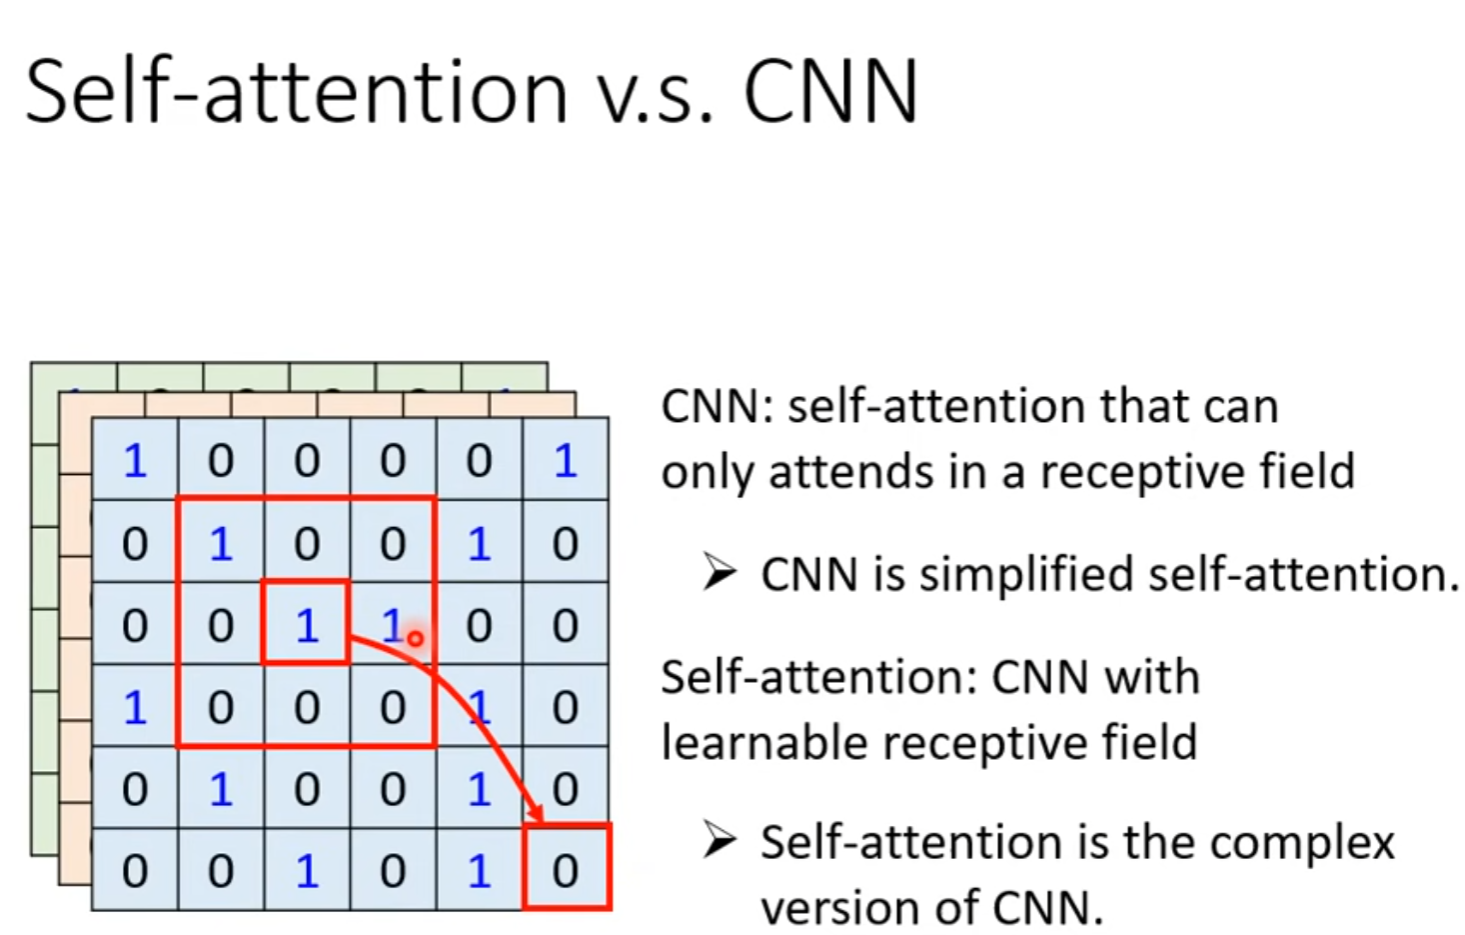 Self-attention v.s. CNN
1 0 0 0 0 1
0 1 0 0 1 0
0 0 1 1 0 0
1 0 0 0 1 0
0 1 0 0 1 0
0 0 1 0 1 0
CNN: self-attention that can
only attends in a receptive field
➢ CNN is simplified self-attention.
Self-attention: CNN with
learnable receptive field
➢ Self-attention is the complex
version of CNN.